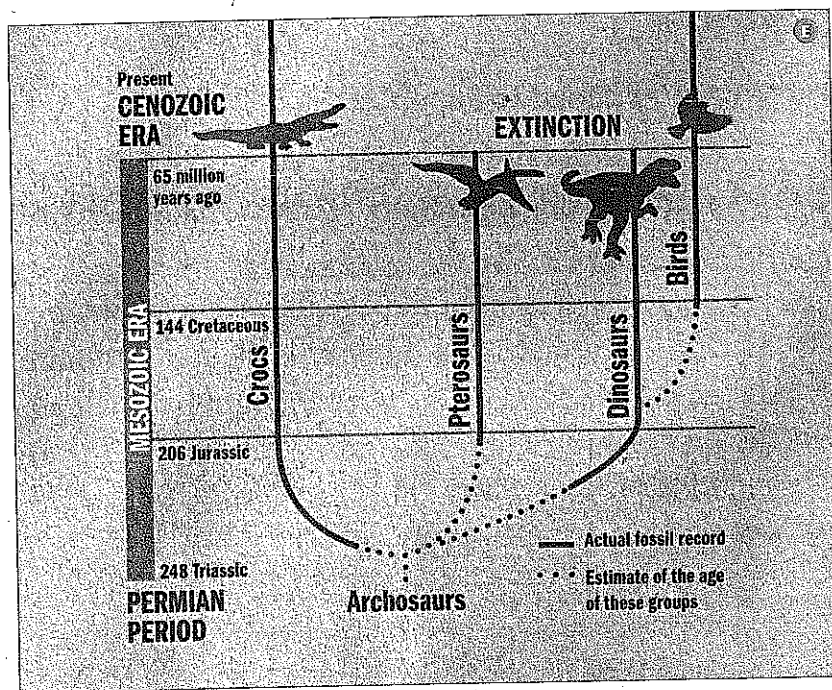 E
Present
CENOZOIC
ERA
EXTINCTION
65 million
years ago
Birds
144 Cretaceous
MESOZOIC ERA
Crocs
Pterosaurs
Dinosaurs
206 Jurassic
248 Triassic
PERMIAN
PERIOD
Archosaurs
Actual fossil record
Estimate of the age
of these groups